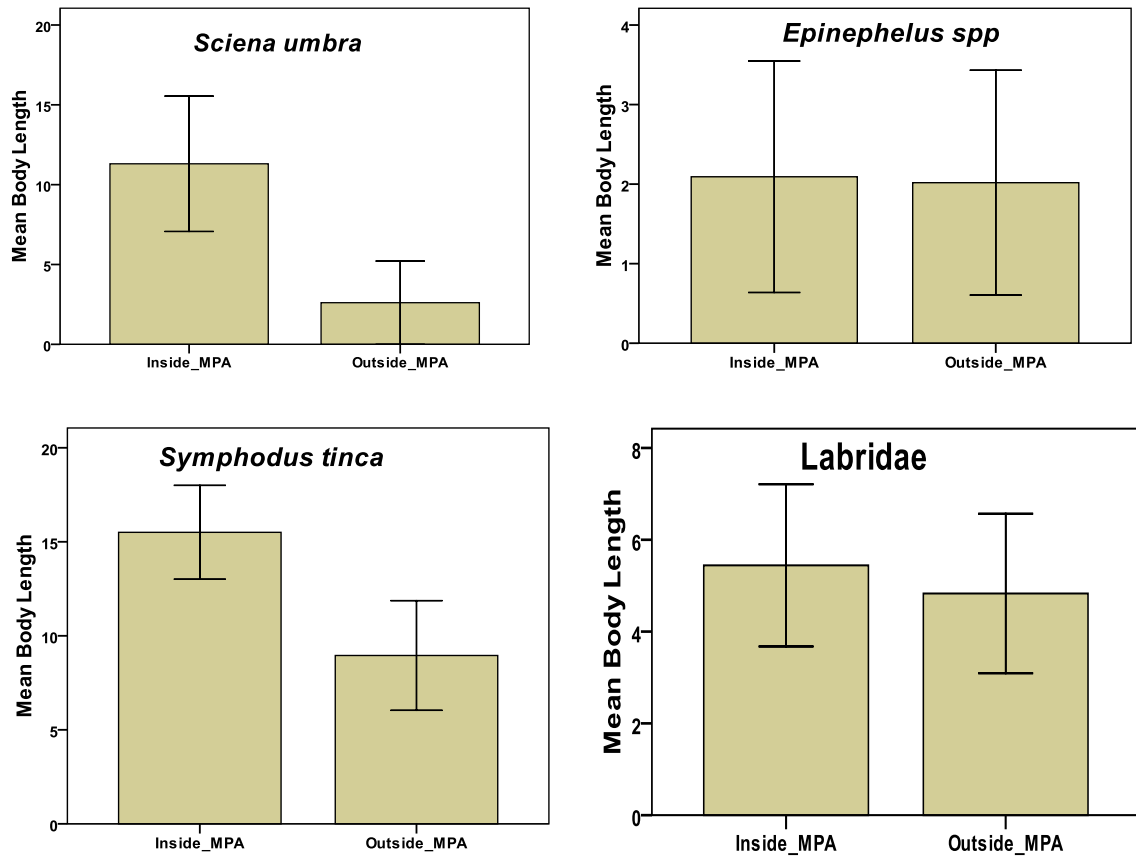 Sciena umbra
Mean Body Length
20
15
10
5
0
Inside_MPA
Outside_MPA
Epinephelus spp
Mean Body Length
4
3
2
1
0
Inside_MPA
Outside_MPA
Symphodus tinca
Mean Body Length
20
15
10
5
0
Inside_MPA
Outside_MPA
Labridae
Mean Body Length
8
6
4
2
0
Inside_MPA
Outside_MPA